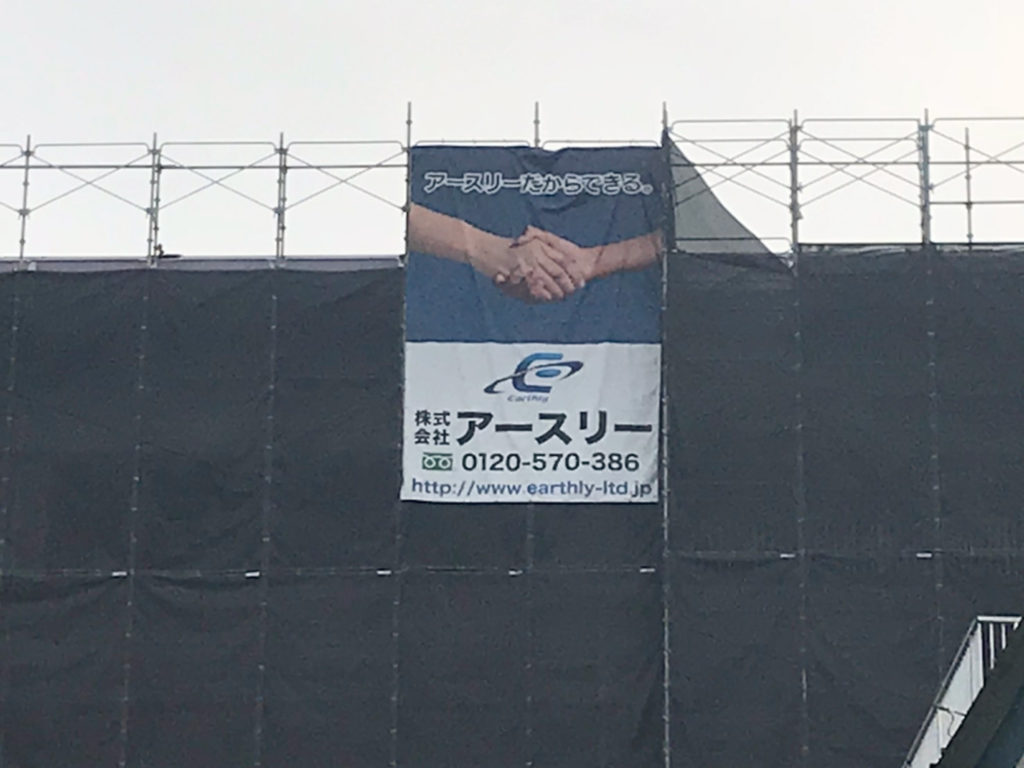 アースリーだからできる。
Earthly
株式会社 アースリー
0120-570-386
http://www.earthly-ltd.jp